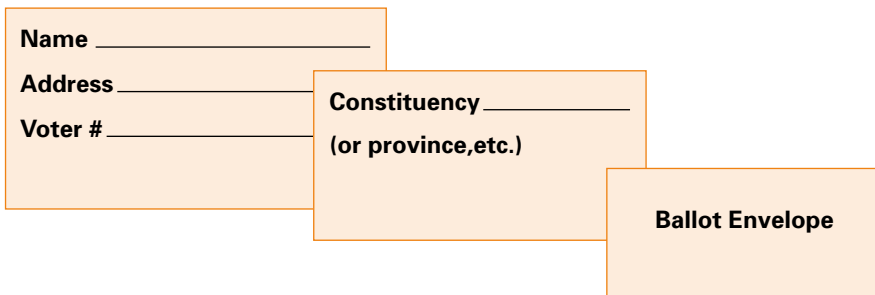 Name
Address
Voter #
Constituency
(or province,etc.)
Ballot Envelope